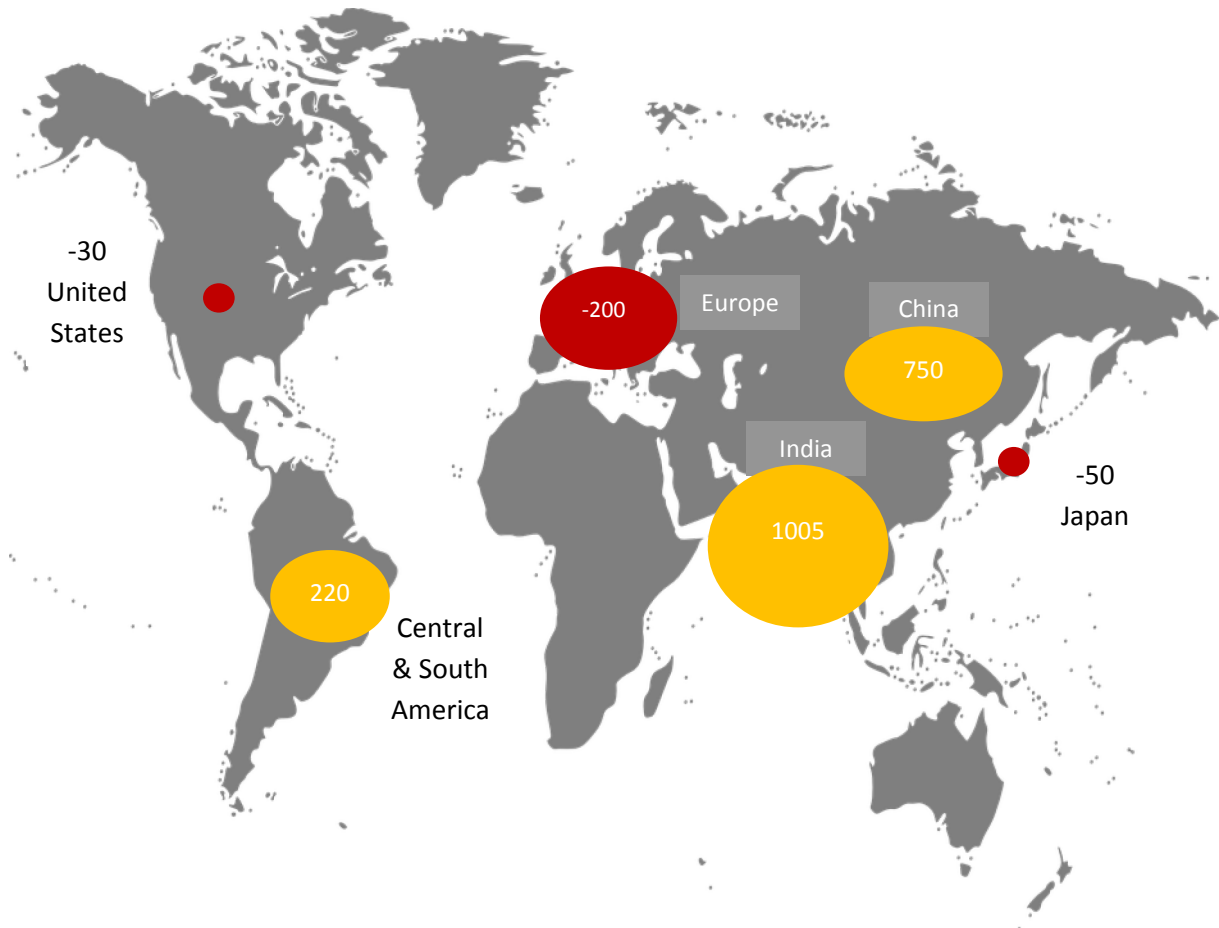 -30
United
States
-200
Europe
China
750
India
1005
-50
Japan
220
Central
& South
America